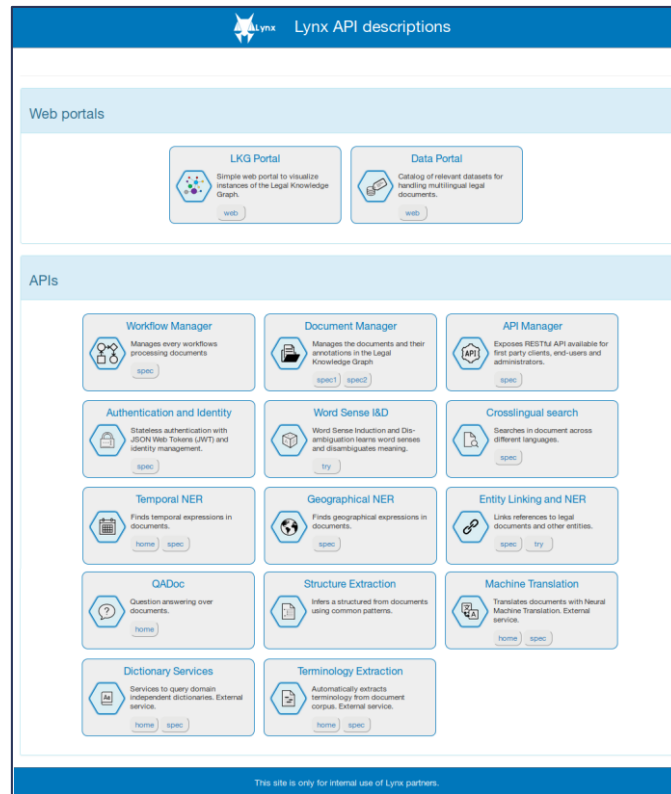 Lynx Lynx API descriptions
Web portals
LKG Portal
Simple web portal to visualize
instances of the Legal Knowledge
Graph.
web
Data Portal
Catalog of relevant datasets for
handling multilingual legal
documents.
web
APIs
Workflow Manager
Manages every workflows
processing documents
spec
Document Manager
Manages the documents and their
annotations in the Legal
Knowledge Graph
spec1 spec2
API Manager
API
Exposes RESTful API available for
first party clients, end-users and
administrators.
spec
Authentication and Identity
Stateless authentication with
JSON Web Tokens (JWT) and
identity management.
spec
Word Sense I&D
Word Sense Induction and Dis-
ambiguation learns word senses
and disambiguates meaning.
try
Crosslingual search
Searches in document across
different languages.
spec
Temporal NER
Finds temporal expressions in
documents.
home spec
Geographical NER
Finds geographical expressions in
documents.
spec
Entity Linking and NER
Links references to legal
documents and other entities.
spec try
QADoc
?
Question answering over
documents.
home
Structure Extraction
Infers a structured from documents
using common patterns.
Machine Translation
文 A
Translates documents with Neural
Machine Translation. External
service.
home spec
Dictionary Services
Aa
Services to query domain
independent dictionaries. External
service.
home spec
Terminology Extraction
Automatically extracts
terminology from document
corpus. External service.
home spec
This site is only for internal use of Lynx partners.